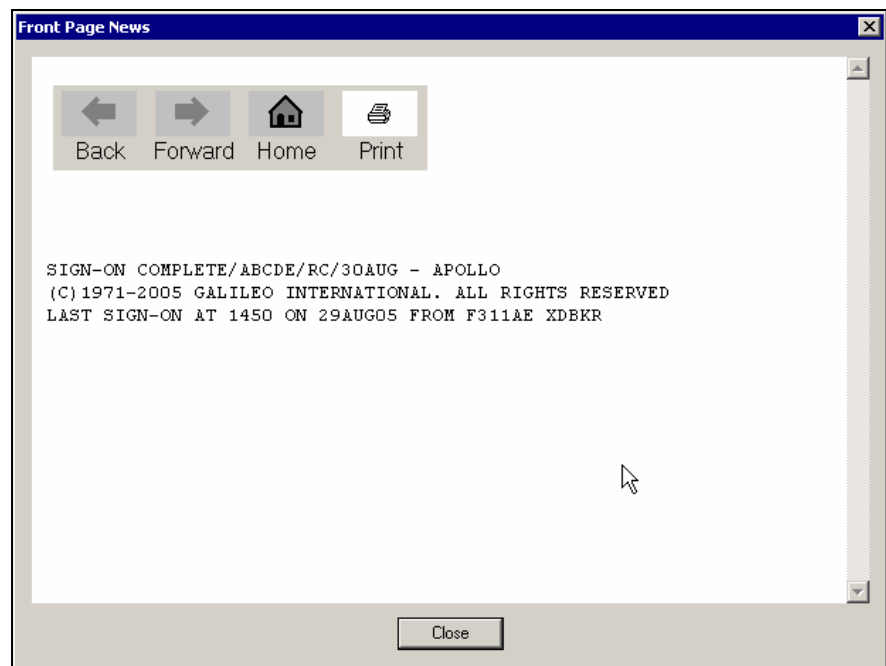 Front Page News
Back Forward Home Print
SIGN-ON COMPLETE/ABCDE/RC/30AUG - APOLLO
(C)1971-2005 GALILEO INTERNATIONAL. ALL RIGHTS RESERVED
LAST SIGN-ON AT 1450 ON 29AUG05 FROM F311AE XDBKR
Close